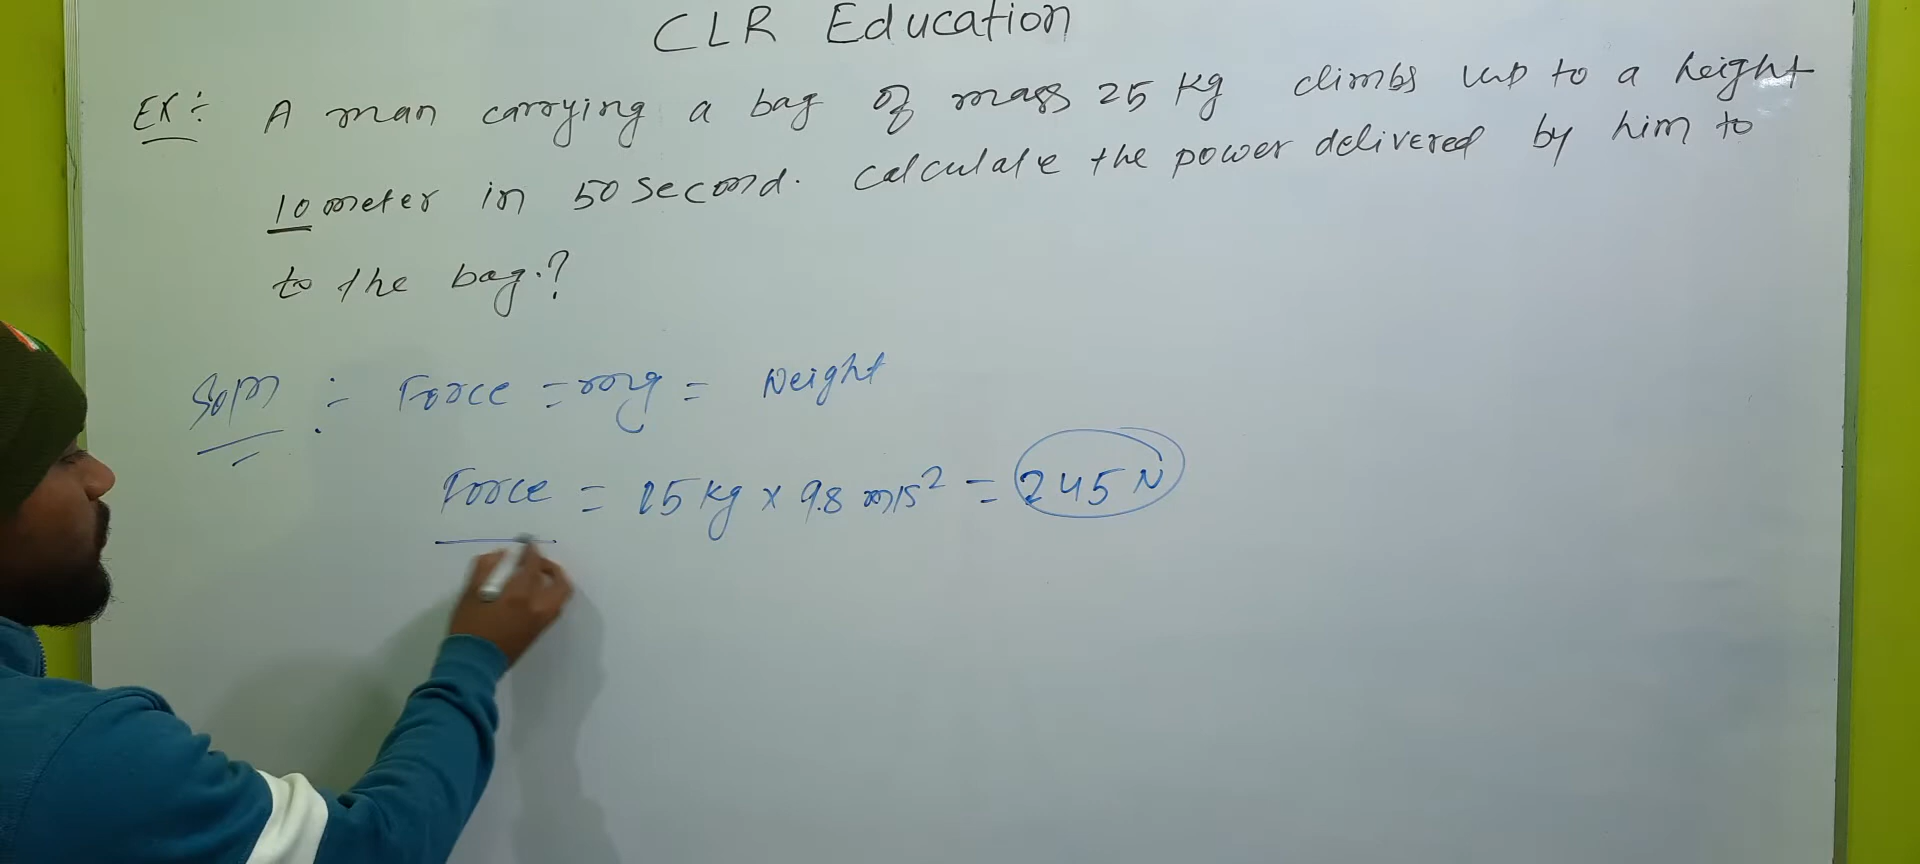 CLR Education
Ex:- A man carrying a bag of mass 25 kg climbs up to a height
10 meter in 50 second. calculate the power delivered by him to
to the bag.?
Soln :- Force = mg = Weight
Force = 25 kg x 9.8 m/s² = 245 N